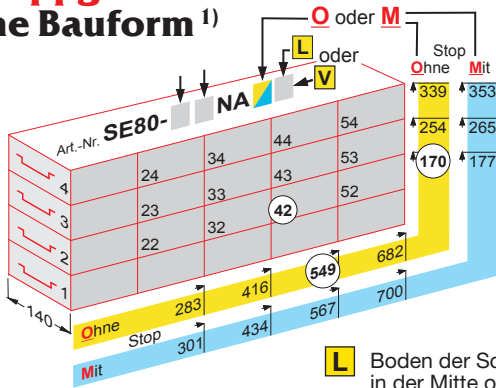 ne Bauform 1)
O oder M
L oder
V
Stop
Ohne Mit
Art.-Nr. SE80- NA
339 353
254 265
170 177
24 34 44 54
23 33 43 53
22 32 42 52
4
3
2
1
140
Ohne 283 416 549 682
Stop
Mit 301 434 567 700
L Boden der Sc
in der Mitte o